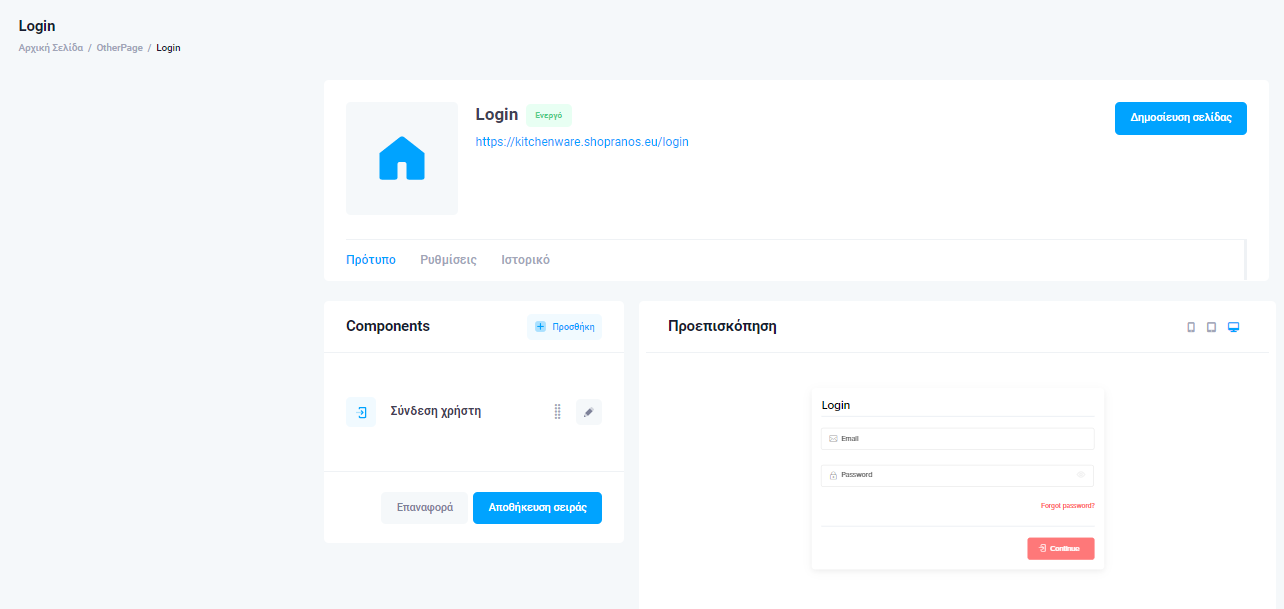 Login
Αρχική Σελίδα / OtherPage / Login
Login Ενεργό
https://kitchenware.shopranos.eu/login
Δημοσίευση σελίδας
Πρότυπο Ρυθμίσεις Ιστορικό
Components Προσθήκη
Σύνδεση χρήστη
Επαναφορά Αποθήκευση σειράς
Προεπισκόπηση
Login
Email
Password
Forgot password?
Continue